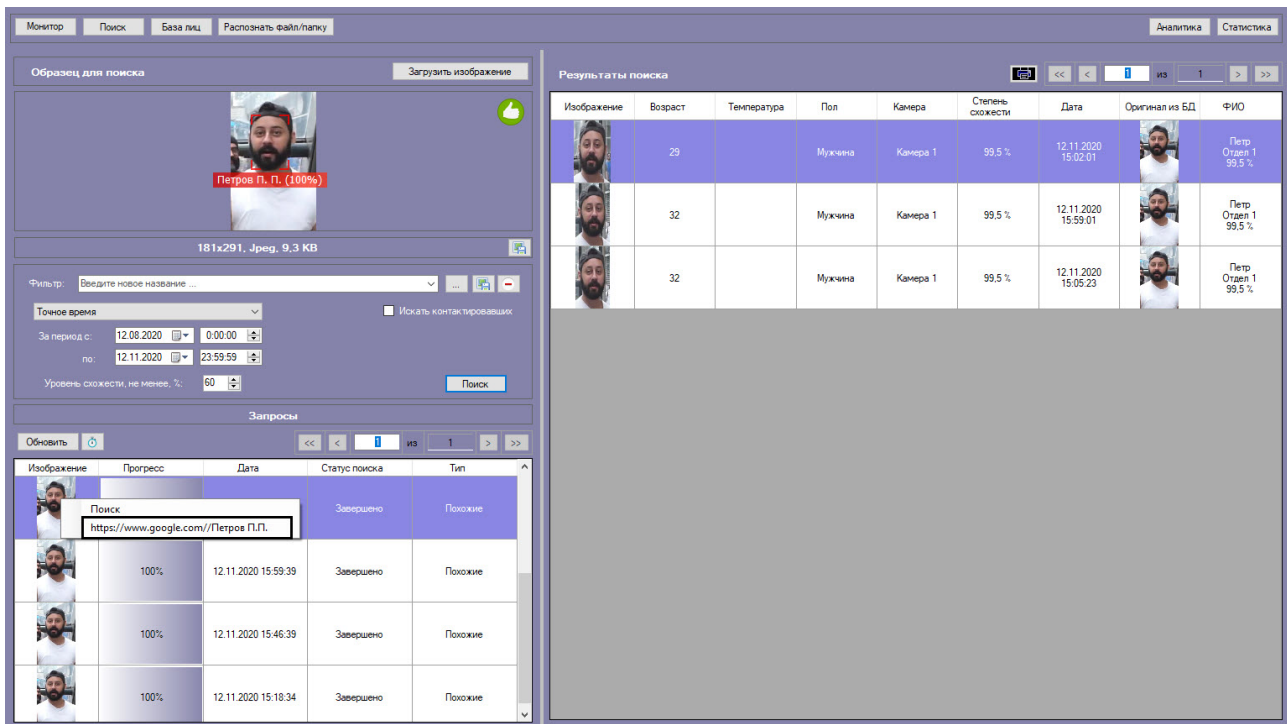 Монитор Поиск База лиц Распознать файл/папку Аналитика Статистика
Образец для поиска Загрузить изображение
Петров П. П. (100%)
181x291, Jpeg, 9,3 KB
Фильтр: Введите новое название ... ...
Точное время Искать контактировавших
За период с: 12.08.2020 0:00:00
по: 12.11.2020 23:59:59
Уровень схожести, не менее, %: 60 Поиск
Запросы
Обновить << < 1 из 1 > >>
Изображение Прогресс Дата Статус поиска Тип
Завершено Похожие
Поиск
https://www.google.com//Петров П.П.
100% 12.11.2020 15:59:39 Завершено Похожие
100% 12.11.2020 15:46:39 Завершено Похожие
100% 12.11.2020 15:18:34 Завершено Похожие
Результаты поиска << < 1 из 1 > >>
Изображение Возраст Температура Пол Камера Степень схожести Дата Оригинал из БД ФИО
29 Мужчина Камера 1 99,5 % 12.11.2020 15:02:01 Петр Отдел 1 99,5 %
32 Мужчина Камера 1 99,5 % 12.11.2020 15:59:01 Петр Отдел 1 99,5 %
32 Мужчина Камера 1 99,5 % 12.11.2020 15:05:23 Петр Отдел 1 99,5 %